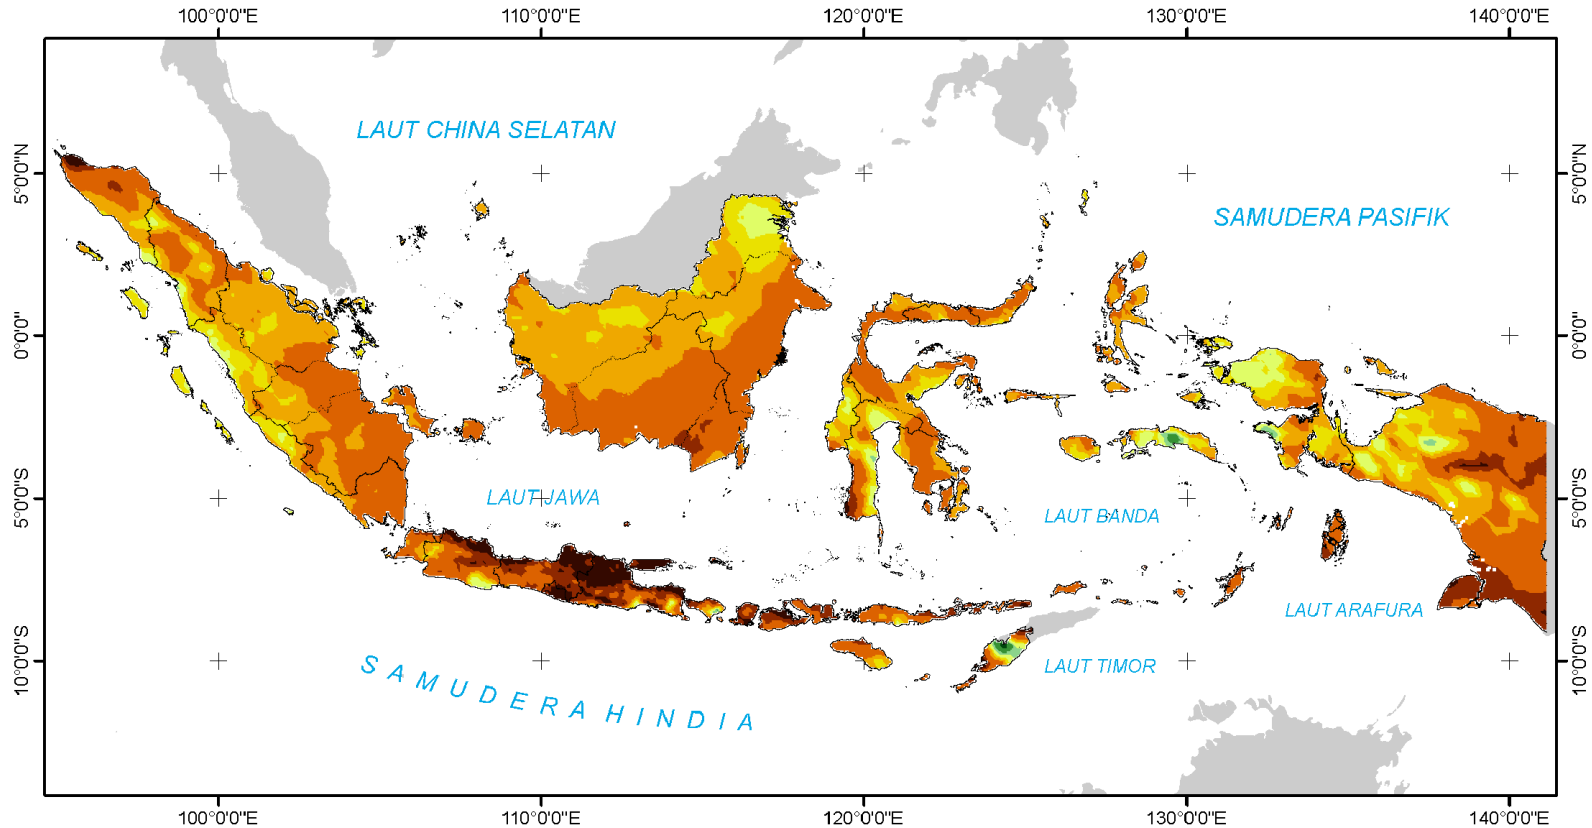 100°0'0"E 110°0'0"E 120°0'0"E 130°0'0"E 140°0'0"E
LAUT CHINA SELATAN
5°0'0"N 5°0'0"N
SAMUDERA PASIFIK
0°0'0" 0°0'0"
LAUT JAWA
5°0'0"S 5°0'0"S
LAUT BANDA
LAUT ARAFURA
10°0'0"S 10°0'0"S
LAUT TIMOR
SAMUDERA HINDIA
100°0'0"E 110°0'0"E 120°0'0"E 130°0'0"E 140°0'0"E